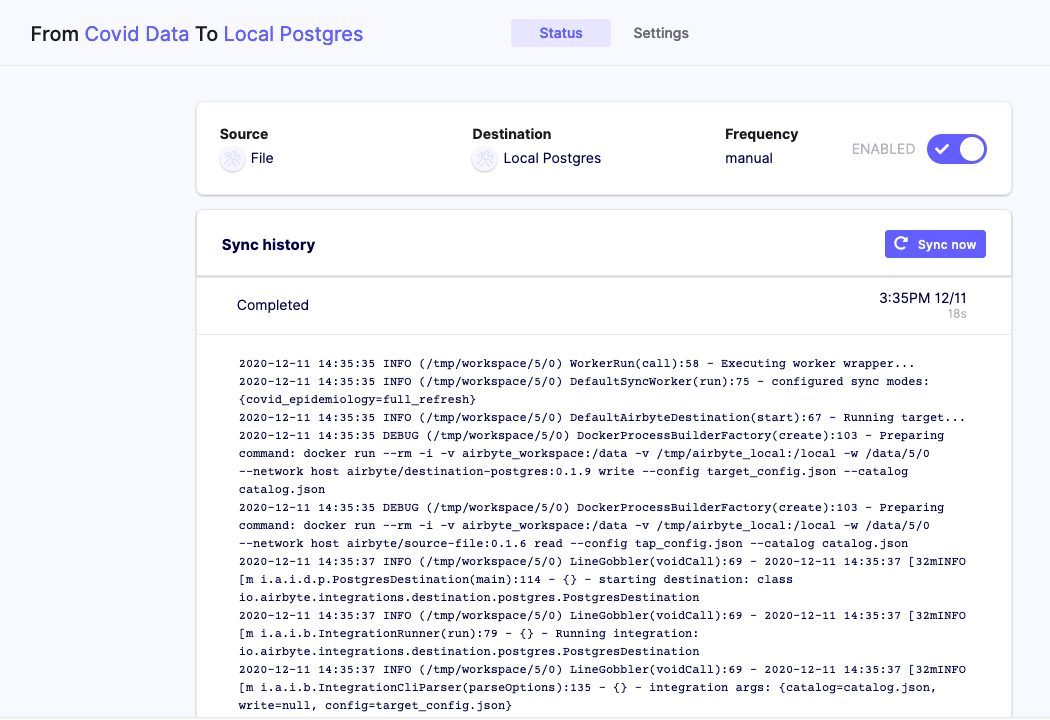 From Covid Data To Local Postgres
Status
Settings
Source
File
Destination
Local Postgres
Frequency
manual
ENABLED
Sync history
Sync now
Completed
3:35PM 12/11
18s
2020-12-11 14:35:35 INFO (/tmp/workspace/5/0) WorkerRun(call):58 - Executing worker wrapper...
2020-12-11 14:35:35 INFO (/tmp/workspace/5/0) DefaultSyncWorker(run):75 - configured sync modes:
{covid_epidemiology=full_refresh}
2020-12-11 14:35:35 INFO (/tmp/workspace/5/0) DefaultAirbyteDestination(start):67 - Running target...
2020-12-11 14:35:35 DEBUG (/tmp/workspace/5/0) DockerProcessBuilderFactory(create):103 - Preparing
command: docker run --rm -i -v airbyte_workspace:/data -v /tmp/airbyte_local:/local -w /data/5/0
--network host airbyte/destination-postgres:0.1.9 write --config target_config.json --catalog
catalog.json
2020-12-11 14:35:35 DEBUG (/tmp/workspace/5/0) DockerProcessBuilderFactory(create):103 - Preparing
command: docker run --rm -i -v airbyte_workspace:/data -v /tmp/airbyte_local:/local -w /data/5/0
--network host airbyte/source-file:0.1.6 read --config tap_config.json --catalog catalog.json
2020-12-11 14:35:37 INFO (/tmp/workspace/5/0) LineGobbler(voidCall):69 - 2020-12-11 14:35:37 [32mINFO
[m i.a.i.d.p.PostgresDestination(main):114 - {} - starting destination: class
io.airbyte.integrations.destination.postgres.PostgresDestination
2020-12-11 14:35:37 INFO (/tmp/workspace/5/0) LineGobbler(voidCall):69 - 2020-12-11 14:35:37 [32mINFO
[m i.a.i.b.IntegrationRunner(run):79 - {} - Running integration:
io.airbyte.integrations.destination.postgres.PostgresDestination
2020-12-11 14:35:37 INFO (/tmp/workspace/5/0) LineGobbler(voidCall):69 - 2020-12-11 14:35:37 [32mINFO
[m i.a.i.b.IntegrationCliParser(parseOptions):135 - {} - integration args: {catalog=catalog.json,
write=null, config=target_config.json}